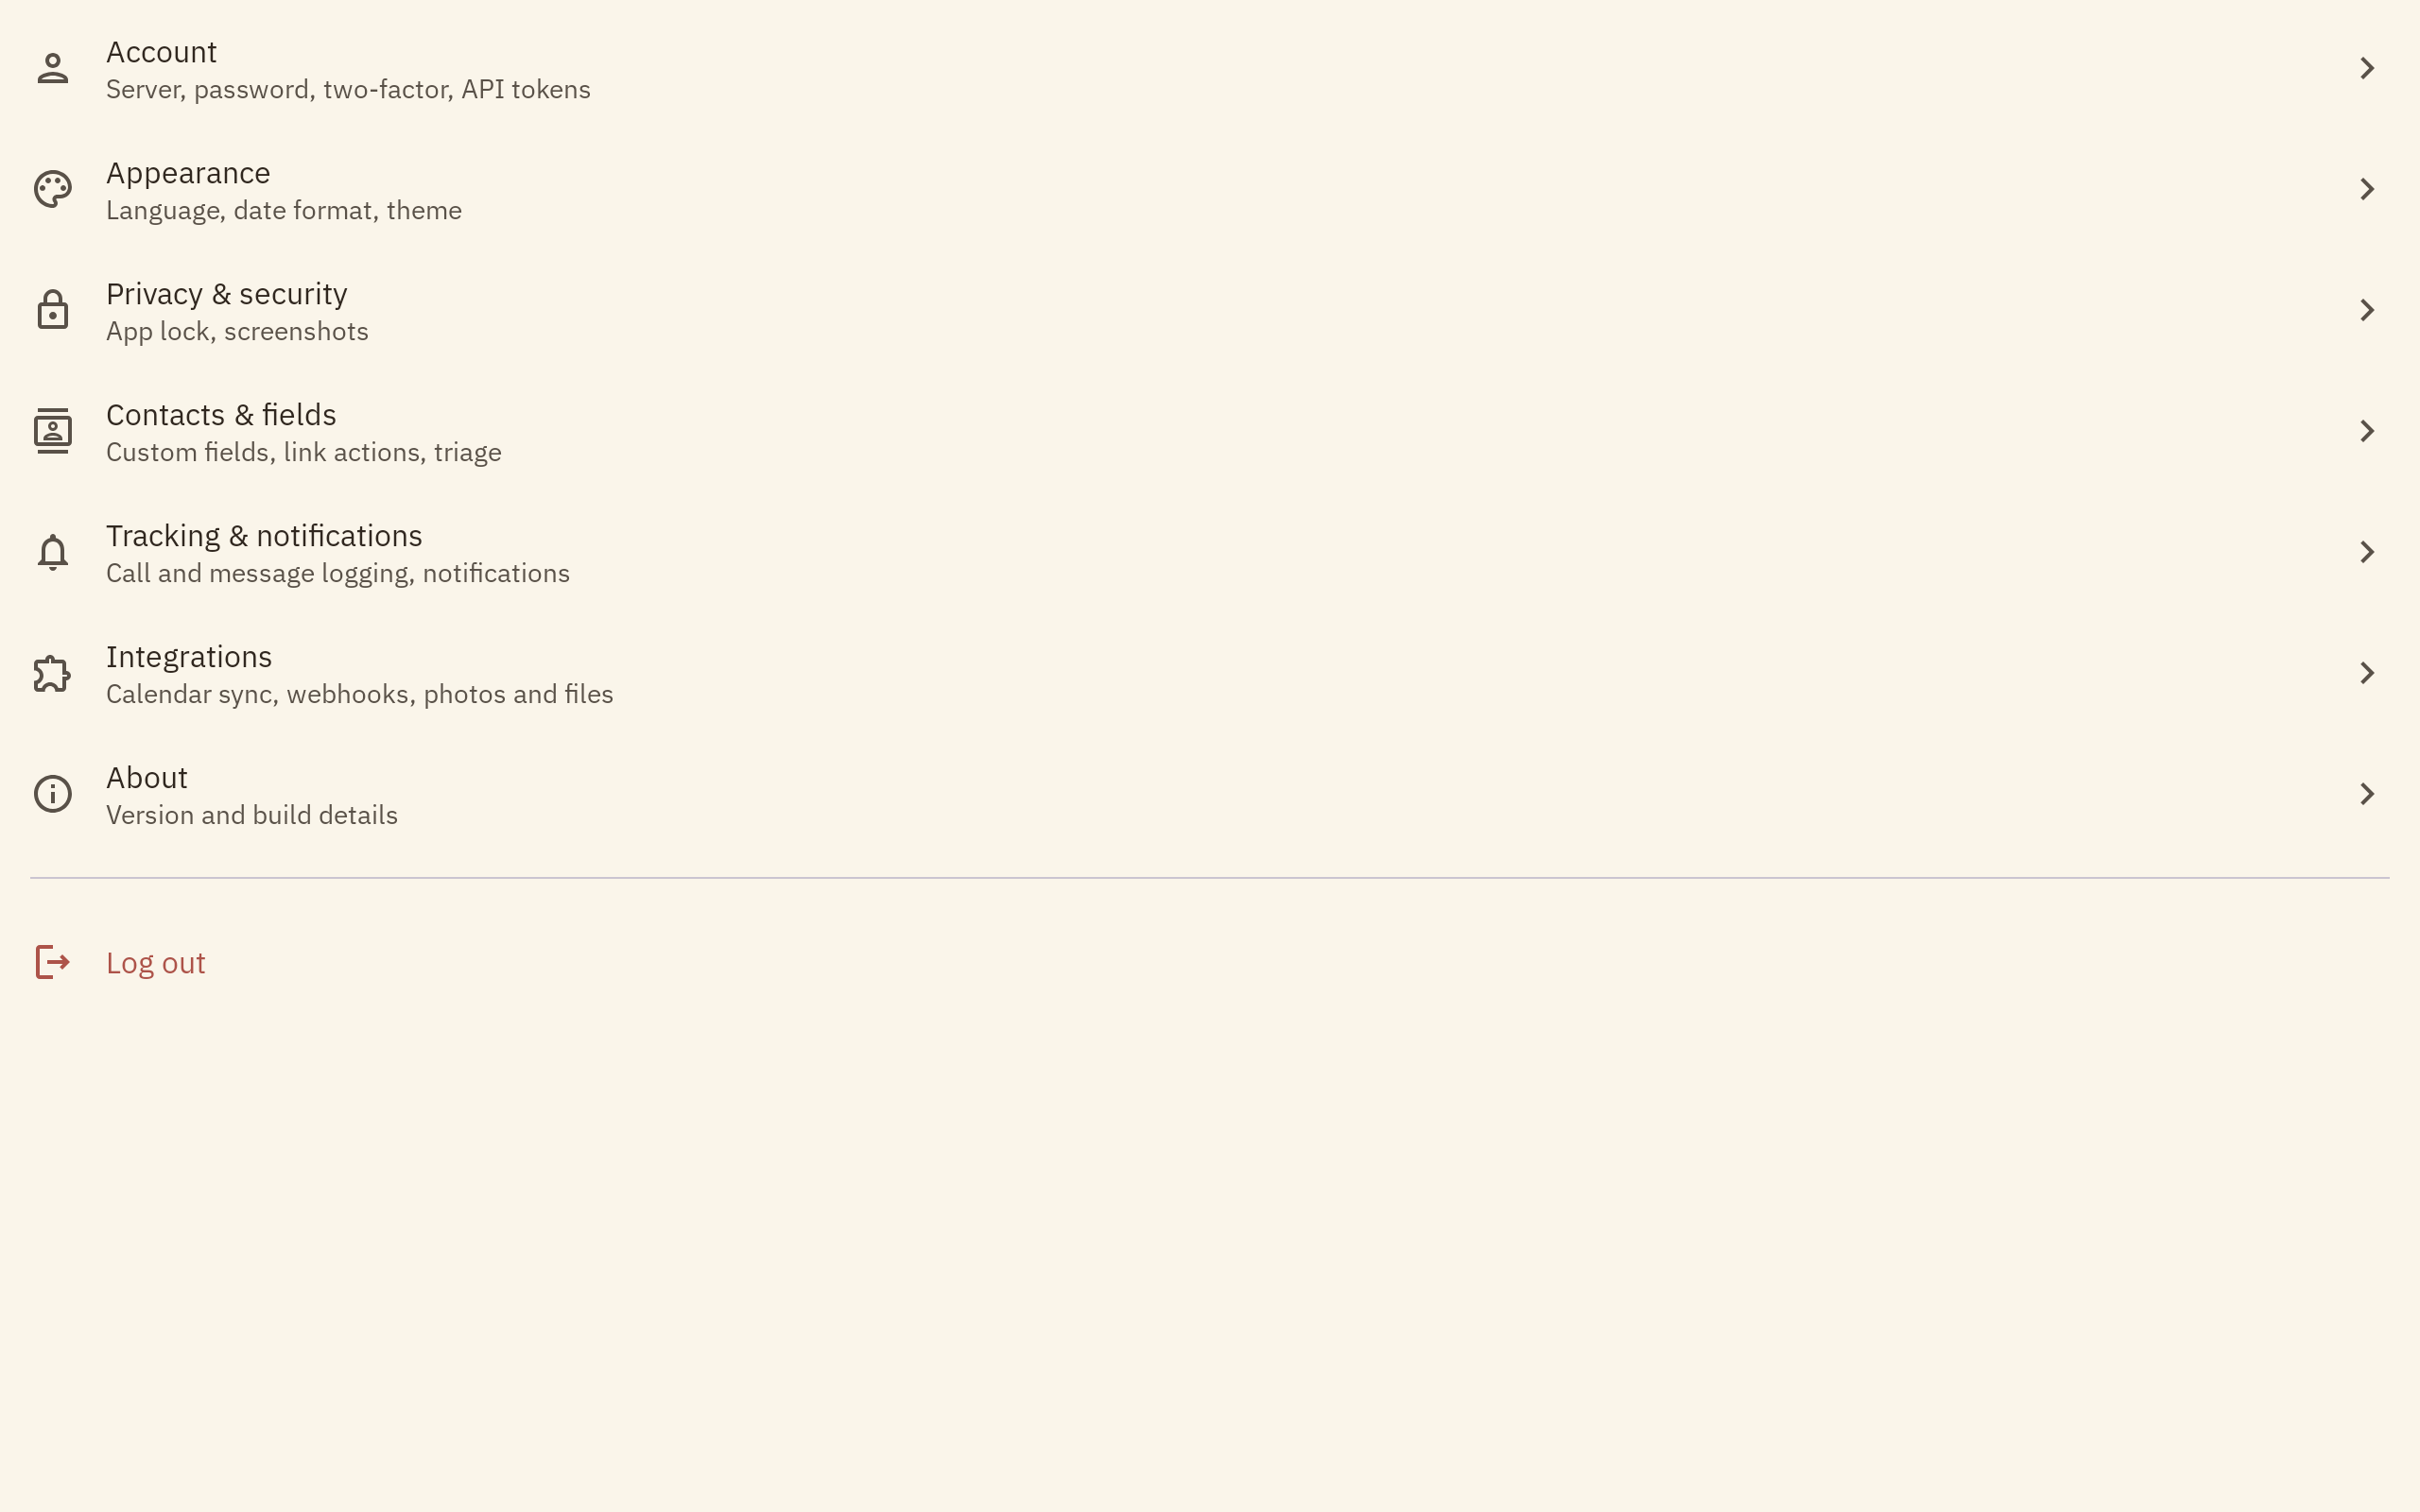 Account
Server, password, two-factor, API tokens
Appearance
Language, date format, theme
Privacy & security
App lock, screenshots
Contacts & fields
Custom fields, link actions, triage
Tracking & notifications
Call and message logging, notifications
Integrations
Calendar sync, webhooks, photos and files
About
Version and build details
Log out